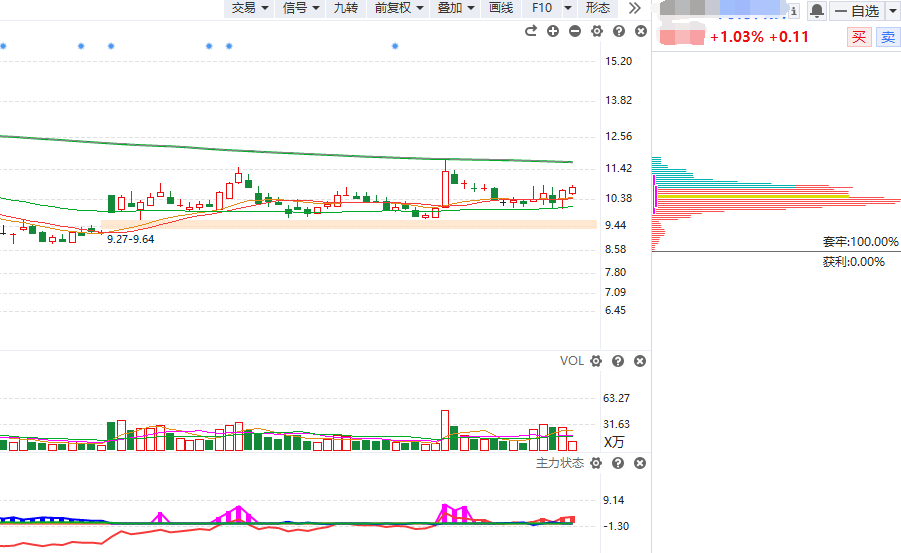 交易 信号 九转 前复权 叠加 画线 F10 形态
自选
+1.03% +0.11 买 卖
15.20
13.82
12.56
11.42
10.38
9.44
9.27-9.64
8.58
7.80
7.09
6.45
套牢:100.00%
获利:0.00%
VOL
63.27
31.63
X万
主力状态
9.14
-1.30